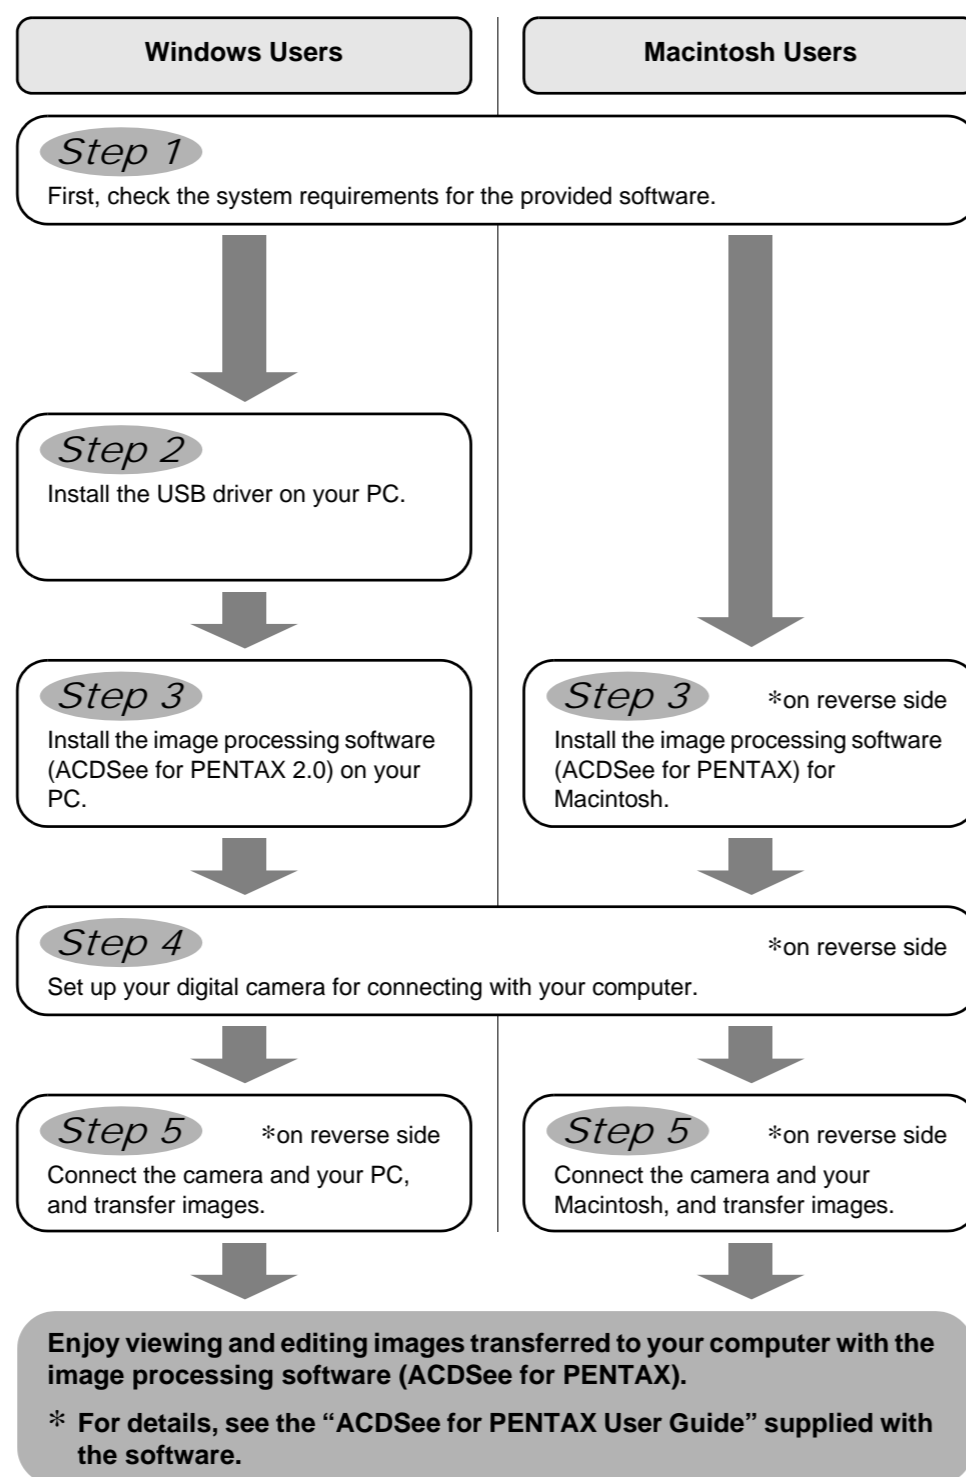 Windows Users
Macintosh Users
Step 1
First, check the system requirements for the provided software.
Step 2
Install the USB driver on your PC.
Step 3
Install the image processing software
(ACDSee for PENTAX 2.0) on your
PC.
Step 3
*on reverse side
Install the image processing software
(ACDSee for PENTAX) for
Macintosh.
Step 4
*on reverse side
Set up your digital camera for connecting with your computer.
Step 5
*on reverse side
Connect the camera and your PC,
and transfer images.
Step 5
*on reverse side
Connect the camera and your
Macintosh, and transfer images.
Enjoy viewing and editing images transferred to your computer with the
image processing software (ACDSee for PENTAX).
* For details, see the “ACDSee for PENTAX User Guide” supplied with
the software.